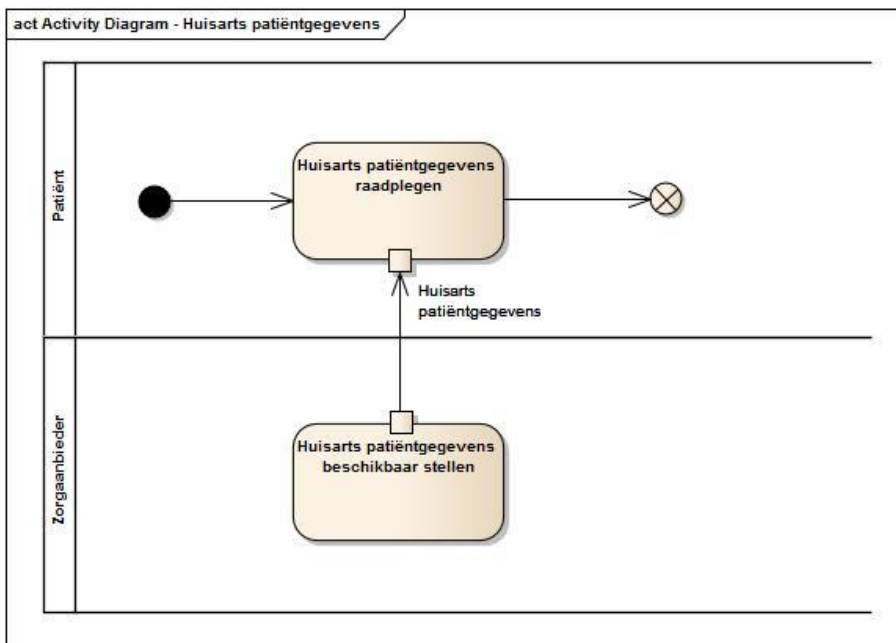 act Activity Diagram - Huisarts patiëntgegevens
Patiënt
Huisarts patiëntgegevens
raadplegen
Huisarts
patiëntgegevens
Zorgaanbieder
Huisarts patiëntgegevens
beschikbaar stellen